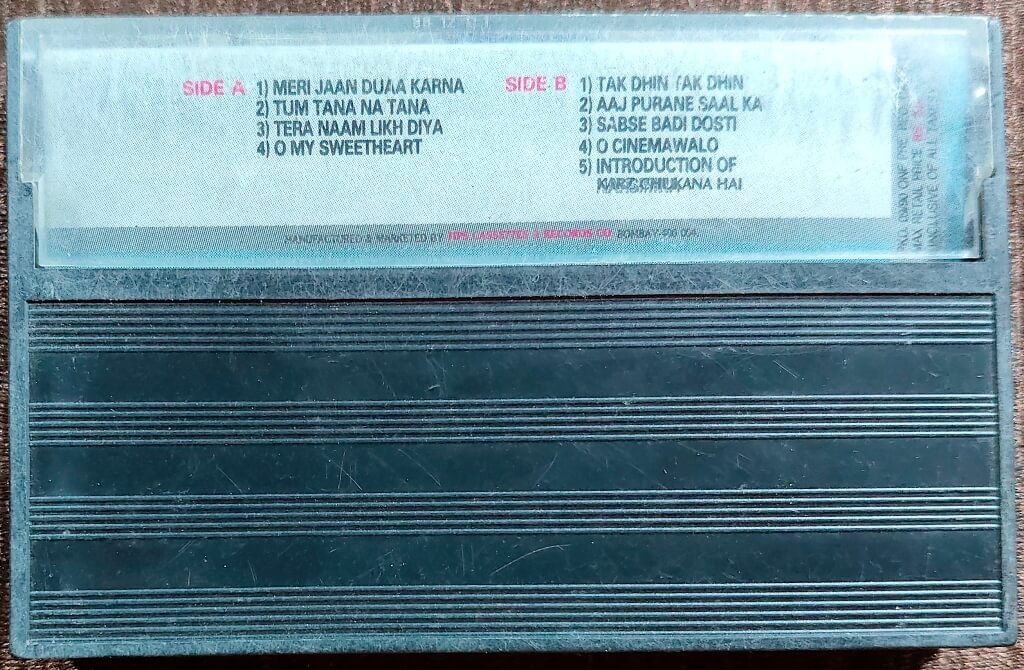 SIDE A
1) MERI JAAN DUAA KARNA
2) TUM TANA NA TANA
3) TERA NAAM LIKH DIYA
4) O MY SWEETHEART
SIDE B
1) TAK DHIN TAK DHIN
2) AAJ PURANE SAAL KA
3) SABSE BADI DOSTI
4) O CINEMAWALO
5) INTRODUCTION OF
KARZ CHUKANA HAI
MANUFACTURED & MARKETED BY TIPS CASSETTES & RECORDS CO. BOMBAY-400 004.
MAX RETAIL PRICE RS
INCLUSIVE OF ALL TAXES